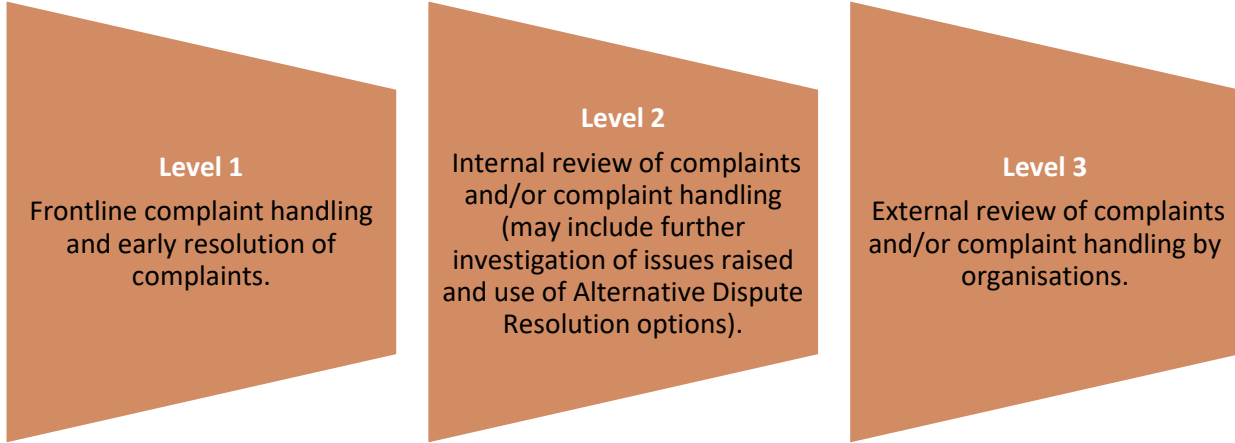 Level 1
Frontline complaint handling
and early resolution of
complaints.
Level 2
Internal review of complaints
and/or complaint handling
(may include further
investigation of issues raised
and use of Alternative Dispute
Resolution options).
Level 3
External review of complaints
and/or complaint handling by
organisations.